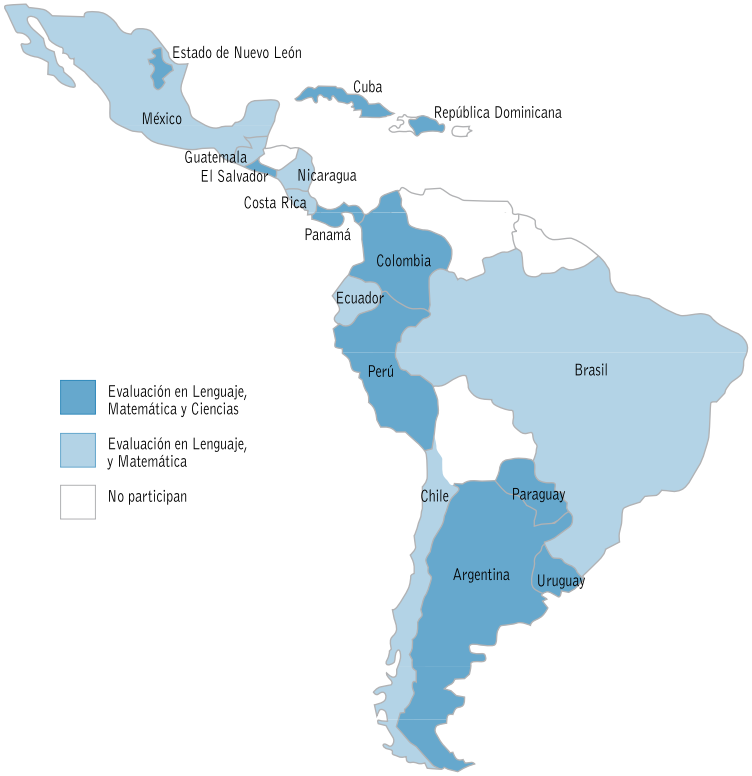 Estado de Nuevo León
Cuba
República Dominicana
México
Guatemala
El Salvador
Nicaragua
Costa Rica
Panamá
Colombia
Ecuador
Perú
Brasil
Evaluación en Lenguaje,
Matemática y Ciencias
Evaluación en Lenguaje,
y Matemática
No participan
Chile
Paraguay
Argentina
Uruguay